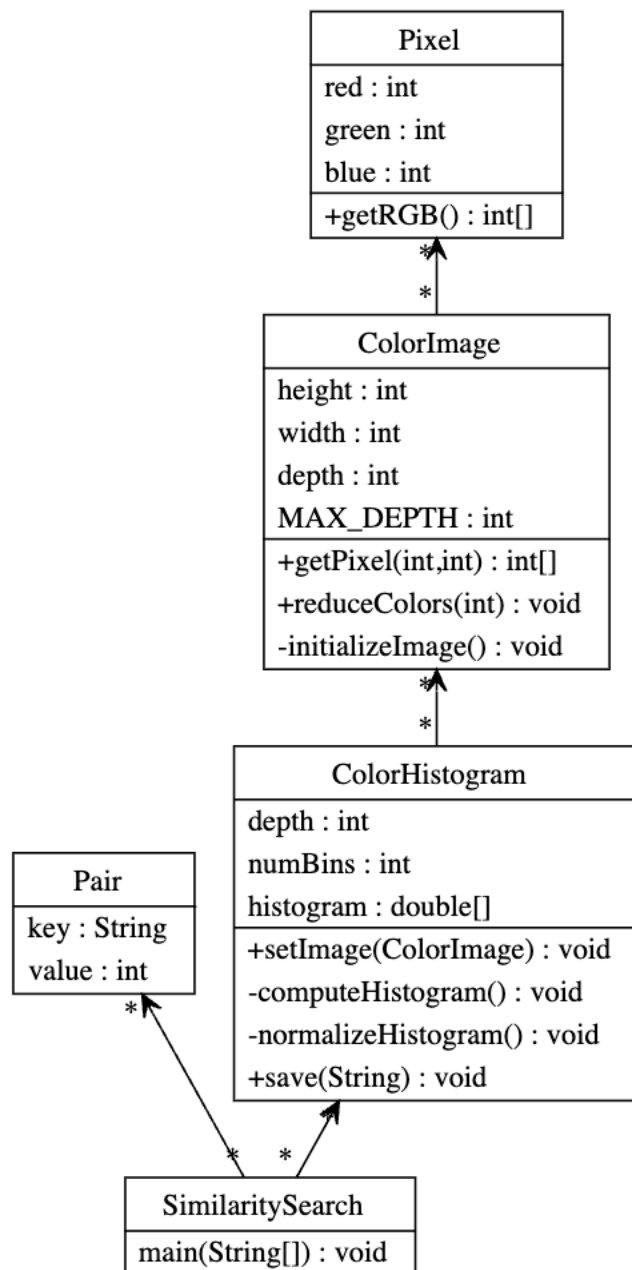 Pixel
red : int
green : int
blue : int
+getRGB() : int[]
*
*
ColorImage
height : int
width : int
depth : int
MAX_DEPTH : int
+getPixel(int,int) : int[]
+reduceColors(int) : void
-initializeImage() : void
*
*
ColorHistogram
depth : int
numBins : int
histogram : double[]
+setImage(ColorImage) : void
-computeHistogram() : void
-normalizeHistogram() : void
+save(String) : void
Pair
key : String
value : int
*
*
*
*
SimilaritySearch
main(String[]) : void